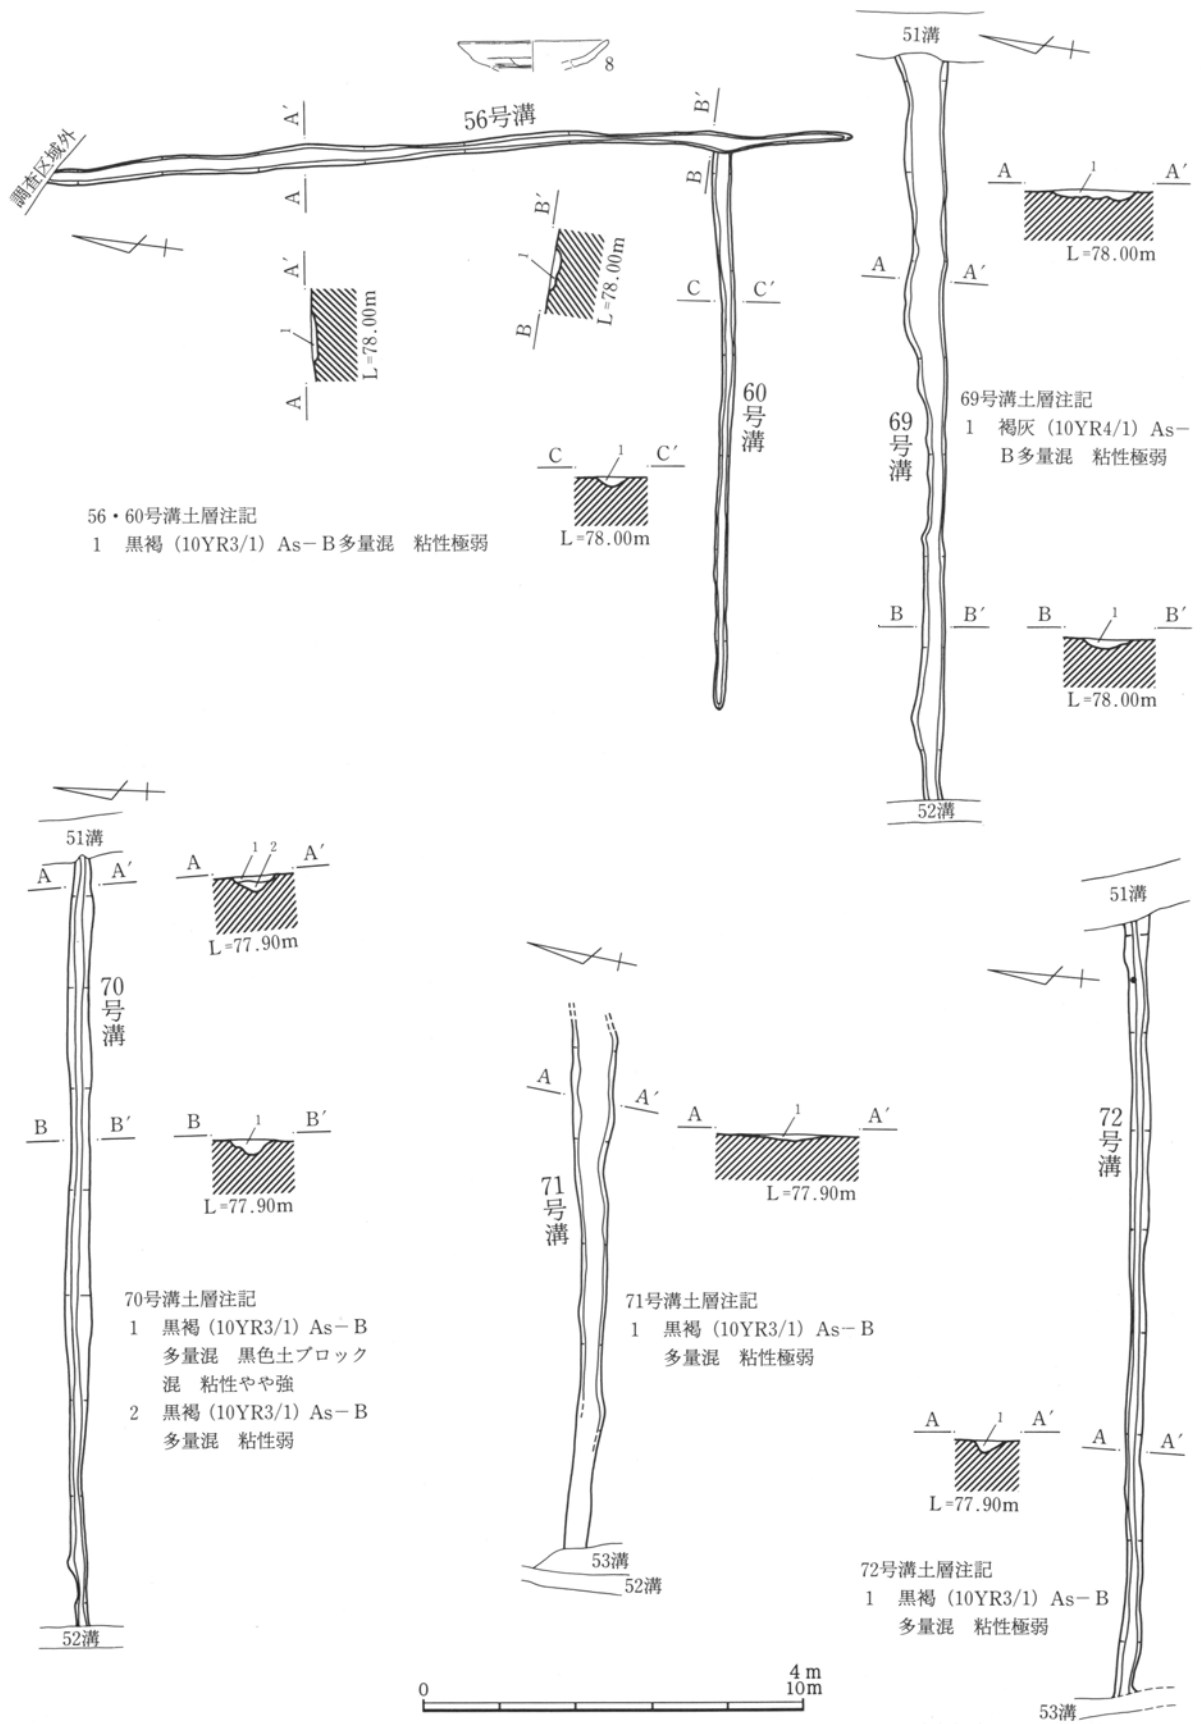 8
56号溝
調査区域外
A′
A
B′
B
A′
A
1
L=78.00m
B′
B
1
L=78.00m
C
C′
60号溝
C
C′
1
L=78.00m
56・60号溝土層注記
1 黒褐 (10YR3/1) As−B多量混 粘性極弱
51溝
A
A′
69号溝
B
B′
52溝
A
A′
1
L=78.00m
69号溝土層注記
1 褐灰 (10YR4/1) As−
B多量混 粘性極弱
B
B′
1
L=78.00m
51溝
A
A′
70号溝
B
B′
52溝
A
A′
1 2
L=77.90m
B
B′
1
L=77.90m
70号溝土層注記
1 黒褐 (10YR3/1) As−B
多量混 黒色土ブロック
混 粘性やや強
2 黒褐 (10YR3/1) As−B
多量混 粘性弱
A
A′
71号溝
53溝
52溝
A
A′
1
L=77.90m
71号溝土層注記
1 黒褐 (10YR3/1) As−B
多量混 粘性極弱
51溝
72号溝
A
A′
53溝
A
A′
1
L=77.90m
72号溝土層注記
1 黒褐 (10YR3/1) As−B
多量混 粘性極弱
0
4m
10m